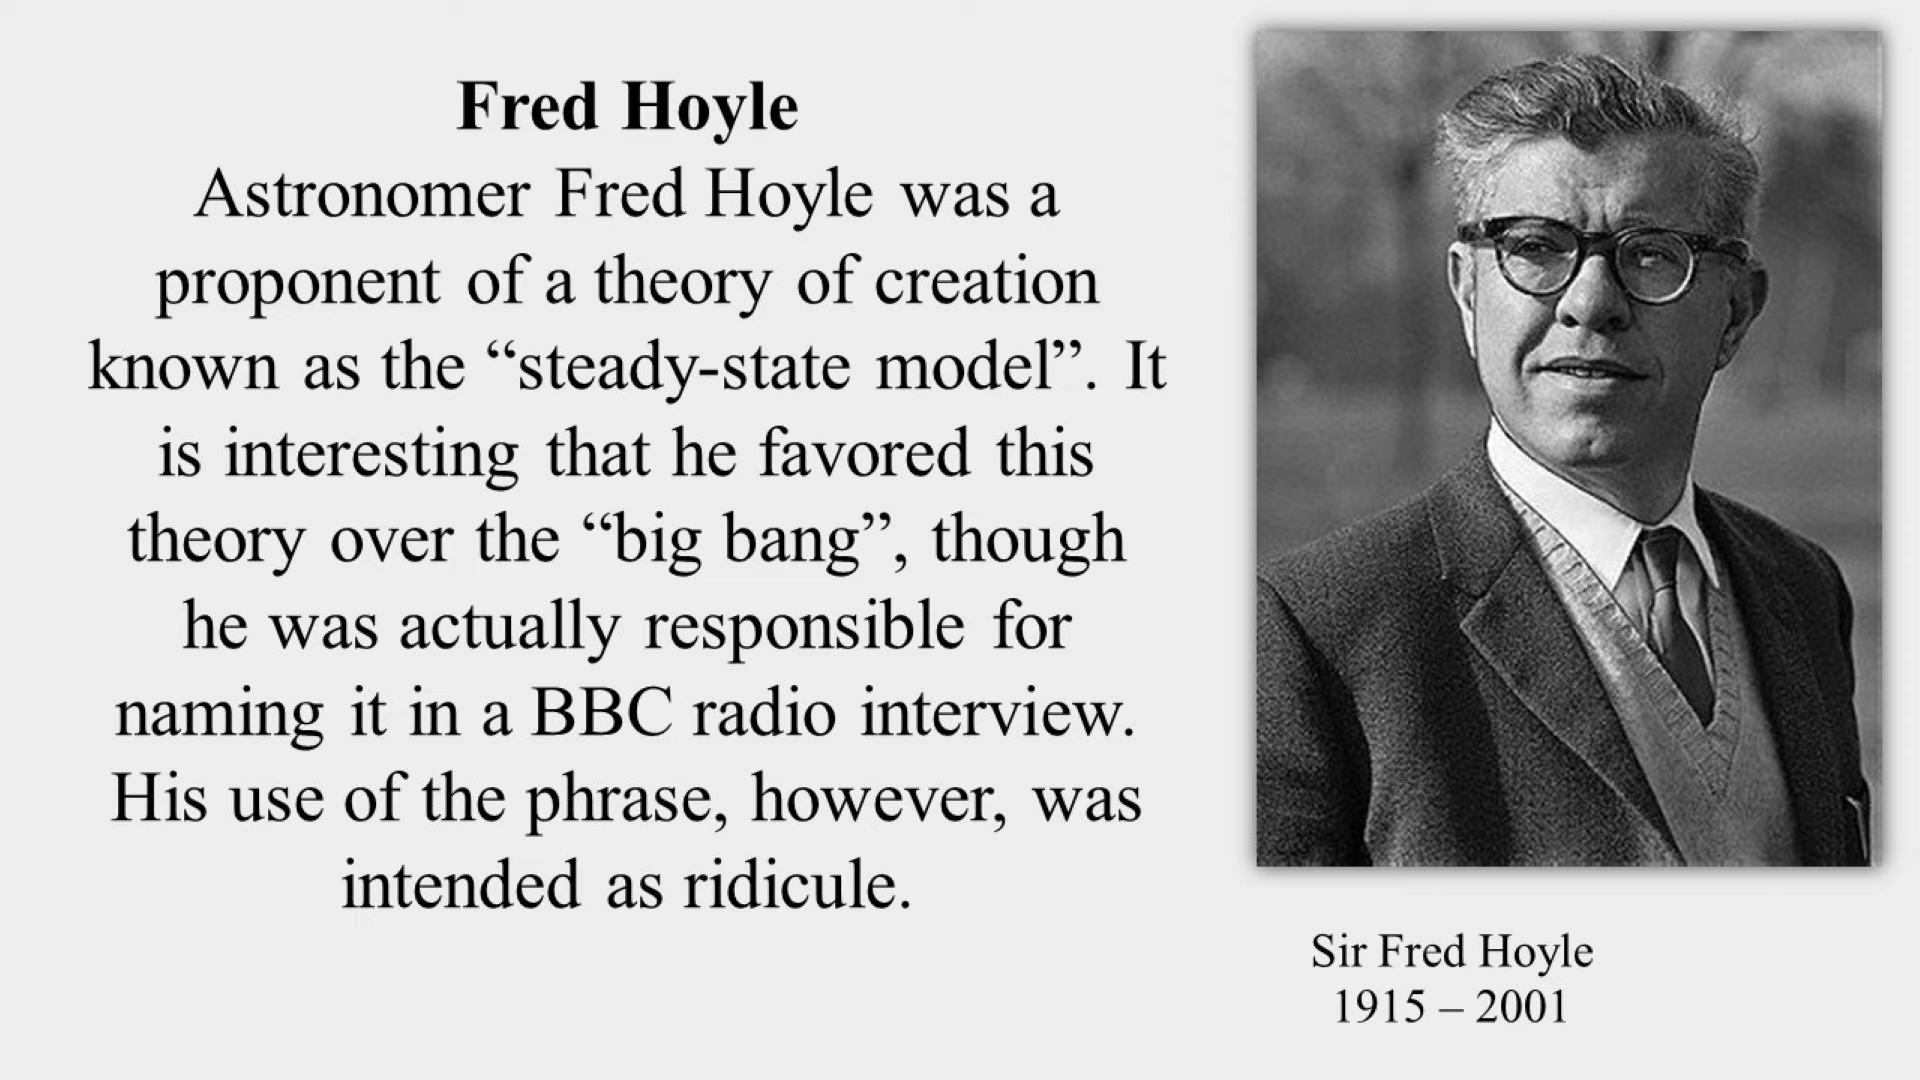 Fred Hoyle
Astronomer Fred Hoyle was a
proponent of a theory of creation
known as the “steady-state model”. It
is interesting that he favored this
theory over the “big bang”, though
he was actually responsible for
naming it in a BBC radio interview.
His use of the phrase, however, was
intended as ridicule.
Sir Fred Hoyle
1915 – 2001